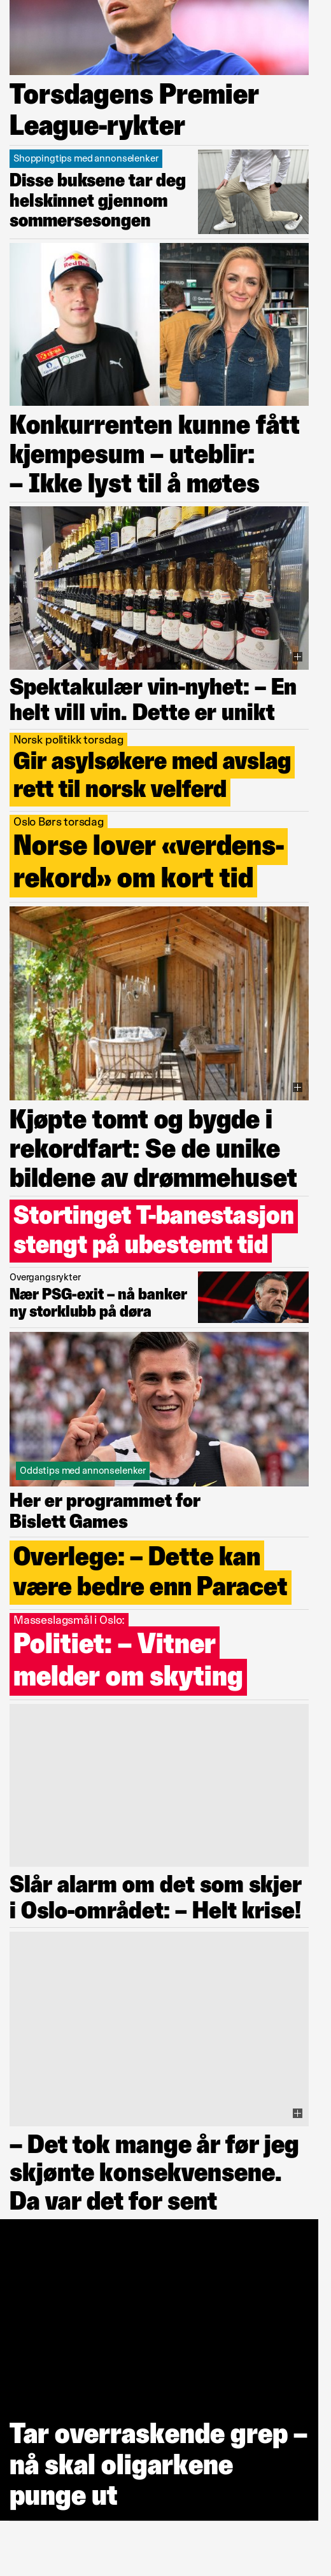 Torsdagens Premier
League-rykter
Shoppingtips med annonselenker
Disse buksene tar deg
helskinnet gjennom
sommersesongen
Red Bull
Konkurrenten kunne fått
kjempesum – uteblir:
– Ikke lyst til å møtes
Spektakulær vin-nyhet: – En
helt vill vin. Dette er unikt
Norsk politikk torsdag
Gir asylsøkere med avslag
rett til norsk velferd
Oslo Børs torsdag
Norse lover «verdens-
rekord» om kort tid
Kjøpte tomt og bygde i
rekordfart: Se de unike
bildene av drømmehuset
Stortinget T-banestasjon
stengt på ubestemt tid
Overgangsrykter
Nær PSG-exit – nå banker
ny storklubb på døra
Oddstips med annonselenker
Her er programmet for
Bislett Games
Overlege: – Dette kan
være bedre enn Paracet
Masseslagsmål i Oslo:
Politiet: – Vitner
melder om skyting
Slår alarm om det som skjer
i Oslo-området: – Helt krise!
– Det tok mange år før jeg
skjønte konsekvensene.
Da var det for sent
Tar overraskende grep –
nå skal oligarkene
punge ut